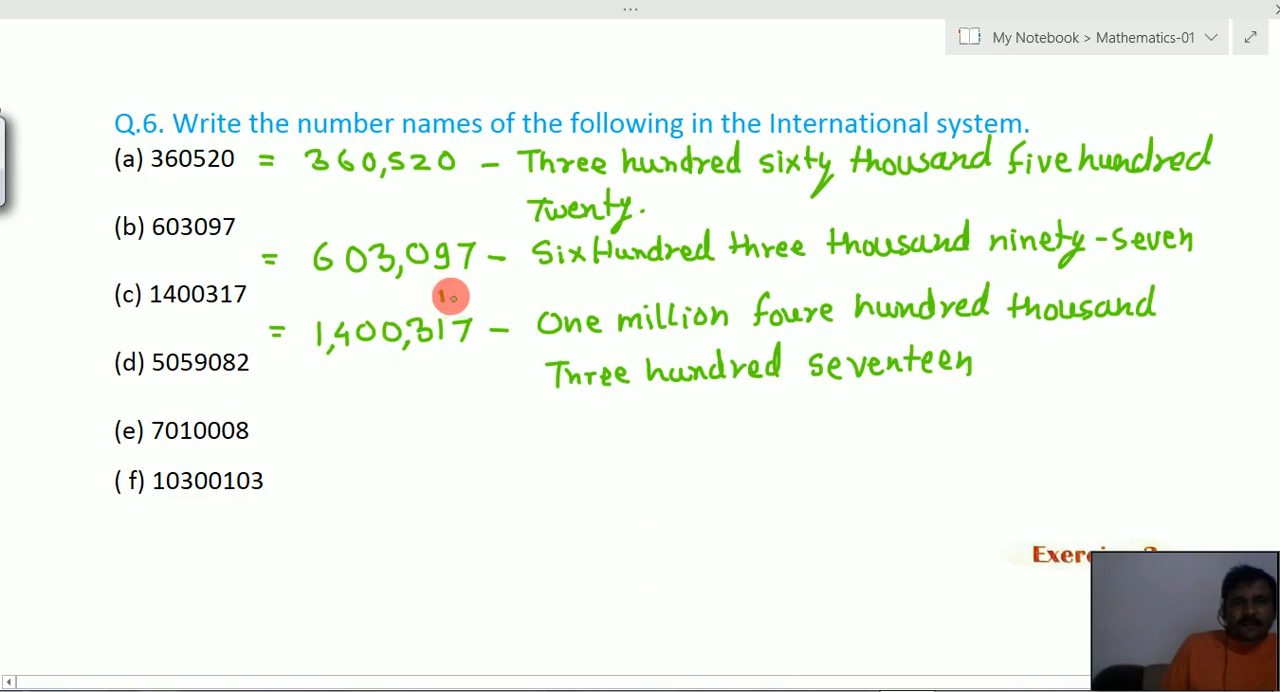 My Notebook > Mathematics-01
Q.6. Write the number names of the following in the International system.
(a) 360520 = 360,520 - Three hundred sixty thousand five hundred
Twenty.
(b) 603097
= 603,097 - Six Hundred three thousand ninety-seven
(c) 1400317
= 1,400,317 - One million foure hundred thousand
Three hundred seventeen
(d) 5059082
(e) 7010008
( f) 10300103